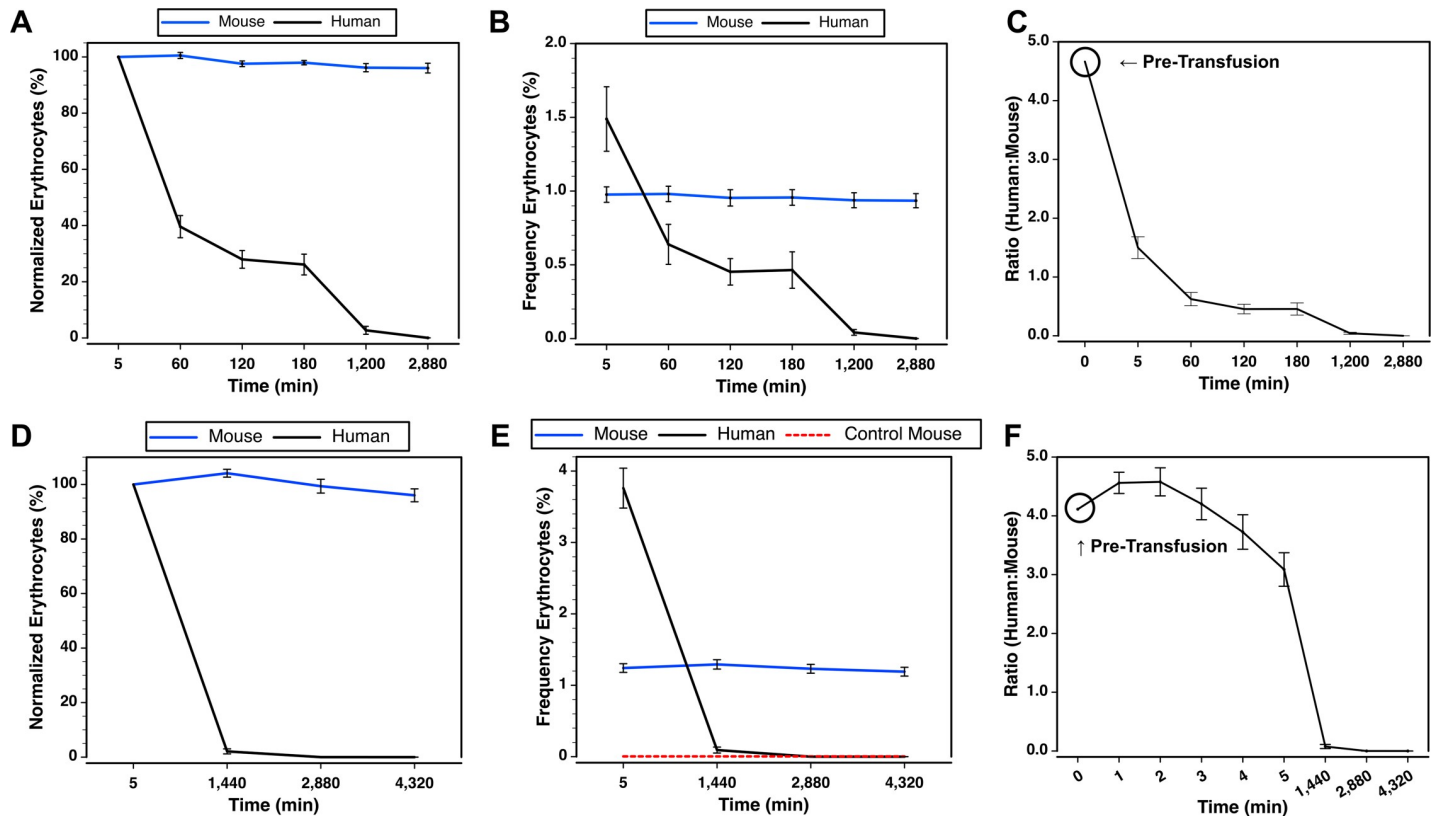 A
Mouse Human
Normalized Erythrocytes (%)
100
80
60
40
20
0
5 60 120 180 1,200 2,880
Time (min)
B
Mouse Human
Frequency Erythrocytes (%)
2.0
1.5
1.0
0.5
0.0
5 60 120 180 1,200 2,880
Time (min)
C
Ratio (Human:Mouse)
5.0
4.0
3.0
2.0
1.0
0.0
← Pre-Transfusion
0 5 60 120 180 1,200 2,880
Time (min)
D
Mouse Human
Normalized Erythrocytes (%)
100
80
60
40
20
0
5 1,440 2,880 4,320
Time (min)
E
Mouse Human Control Mouse
Frequency Erythrocytes (%)
4
3
2
1
0
5 1,440 2,880 4,320
Time (min)
F
Ratio (Human:Mouse)
5.0
4.0
3.0
2.0
1.0
0.0
↑ Pre-Transfusion
0 1 2 3 4 5 1,440 2,880 4,320
Time (min)